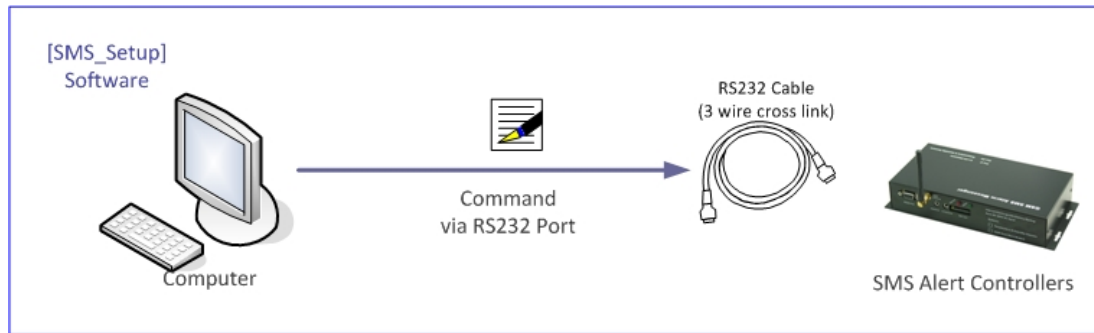 [SMS_Setup]
Software
Computer
Command
via RS232 Port
RS232 Cable
(3 wire cross link)
SMS Alert Controllers